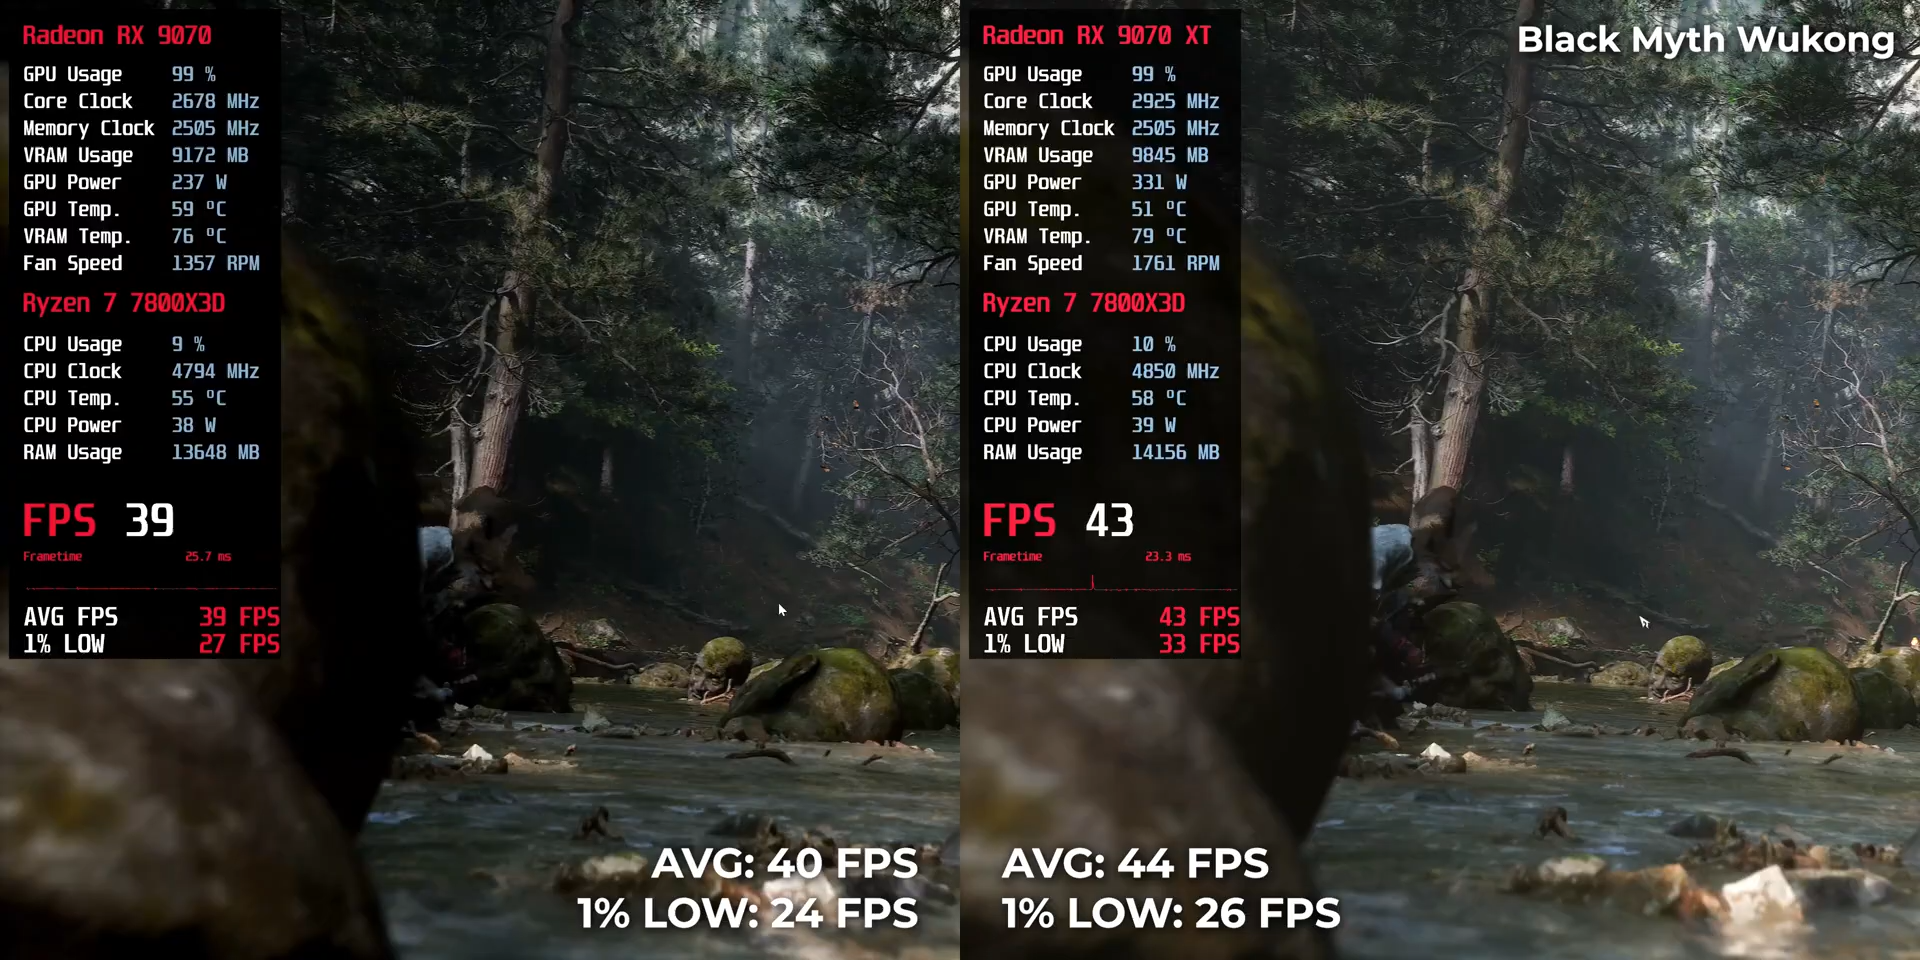 Radeon RX 9070
GPU Usage 99 %
Core Clock 2678 MHz
Memory Clock 2505 MHz
VRAM Usage 9172 MB
GPU Power 237 W
GPU Temp. 59 ºC
VRAM Temp. 76 ºC
Fan Speed 1357 RPM
Ryzen 7 7800X3D
CPU Usage 9 %
CPU Clock 4794 MHz
CPU Temp. 55 ºC
CPU Power 38 W
RAM Usage 13648 MB
FPS 39
Frametime 25.7 ms
AVG FPS 39 FPS
1% LOW 27 FPS
AVG: 40 FPS
1% LOW: 24 FPS
Radeon RX 9070 XT
GPU Usage 99 %
Core Clock 2925 MHz
Memory Clock 2505 MHz
VRAM Usage 9845 MB
GPU Power 331 W
GPU Temp. 51 ºC
VRAM Temp. 79 ºC
Fan Speed 1761 RPM
Ryzen 7 7800X3D
CPU Usage 10 %
CPU Clock 4850 MHz
CPU Temp. 58 ºC
CPU Power 39 W
RAM Usage 14156 MB
FPS 43
Frametime 23.3 ms
AVG FPS 43 FPS
1% LOW 33 FPS
Black Myth Wukong
AVG: 44 FPS
1% LOW: 26 FPS